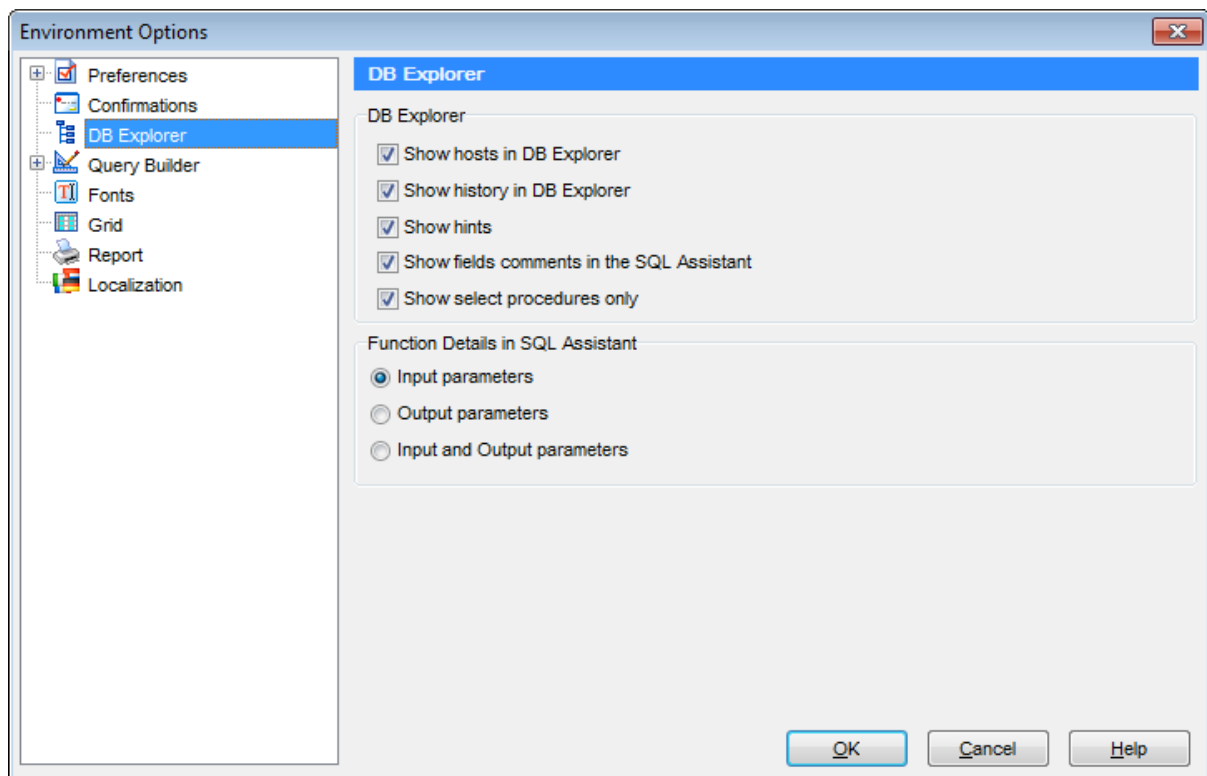 Environment Options
Preferences
Confirmations
DB Explorer
Query Builder
Fonts
Grid
Report
Localization
DB Explorer
DB Explorer
Show hosts in DB Explorer
Show history in DB Explorer
Show hints
Show fields comments in the SQL Assistant
Show select procedures only
Function Details in SQL Assistant
Input parameters
Output parameters
Input and Output parameters
OK Cancel Help